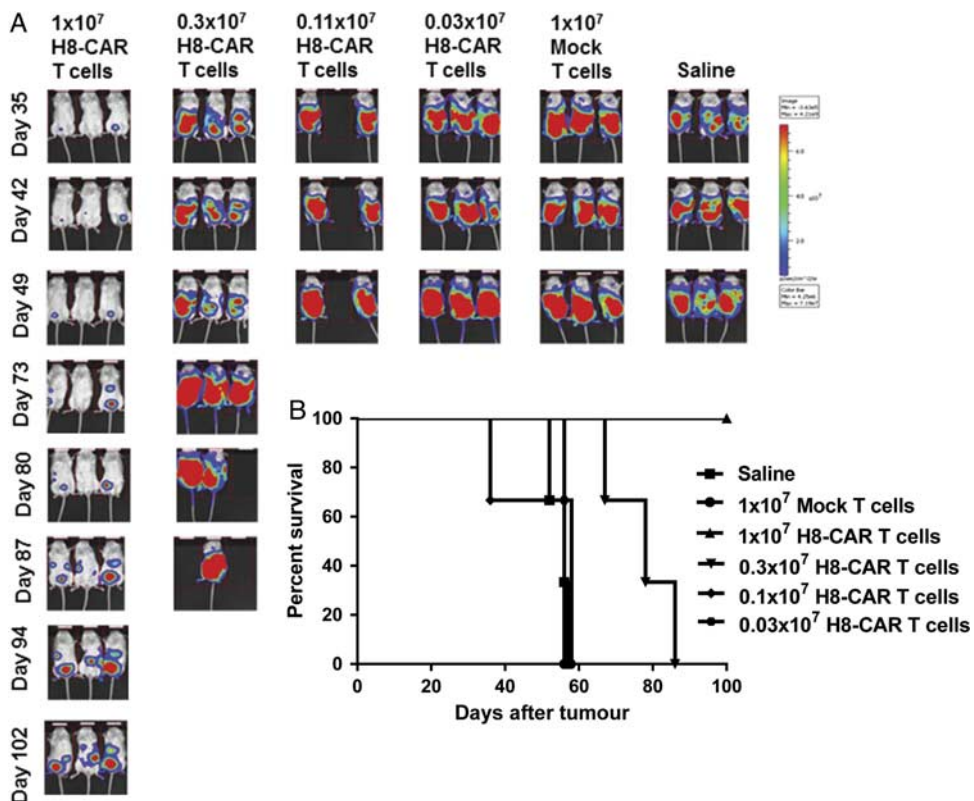 A
1x10⁷
H8-CAR
T cells
0.3x10⁷
H8-CAR
T cells
0.11x10⁷
H8-CAR
T cells
0.03x10⁷
H8-CAR
T cells
1x10⁷
Mock
T cells
Saline
Day 35
Day 42
Day 49
Day 73
Day 80
Day 87
Day 94
Day 102
Image
Color Bar
B
Percent survival
100
80
60
40
20
0
0
20
40
60
80
100
Days after tumour
Saline
1x10⁷ Mock T cells
1x10⁷ H8-CAR T cells
0.3x10⁷ H8-CAR T cells
0.1x10⁷ H8-CAR T cells
0.03x10⁷ H8-CAR T cells